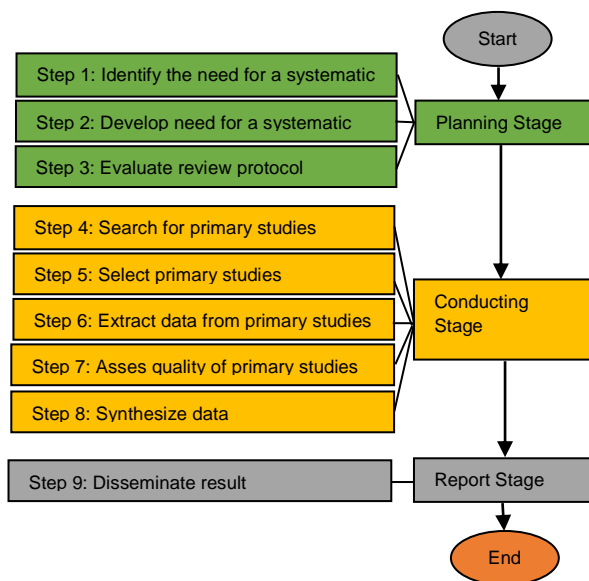 Start
Step 1: Identify the need for a systematic
Step 2: Develop need for a systematic
Step 3: Evaluate review protocol
Planning Stage
Step 4: Search for primary studies
Step 5: Select primary studies
Step 6: Extract data from primary studies
Step 7: Asses quality of primary studies
Step 8: Synthesize data
Conducting
Stage
Step 9: Disseminate result
Report Stage
End